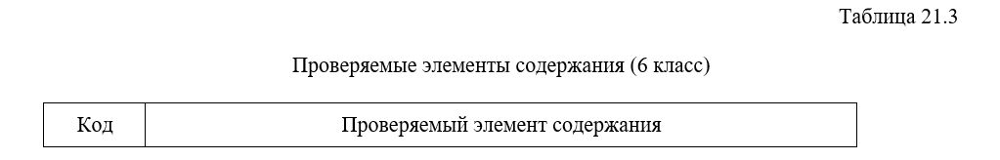 Таблица 21.3
Проверяемые элементы содержания (6 класс)
Код Проверяемый элемент содержания